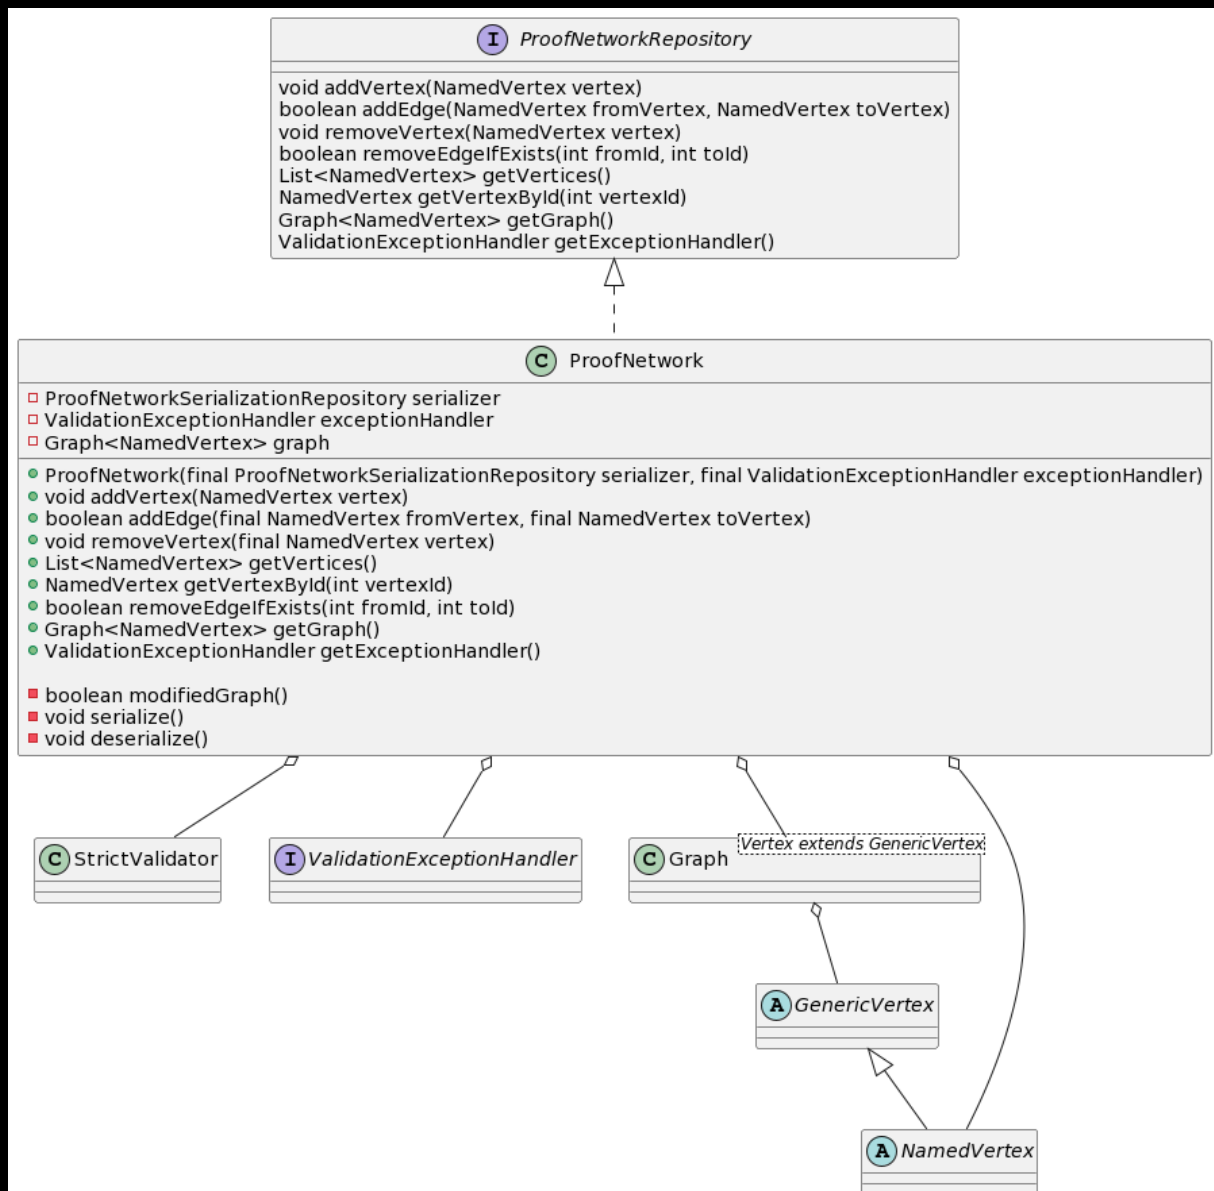 I ProofNetworkRepository
void addVertex(NamedVertex vertex)
boolean addEdge(NamedVertex fromVertex, NamedVertex toVertex)
void removeVertex(NamedVertex vertex)
boolean removeEdgeIfExists(int fromId, int toId)
List<NamedVertex> getVertices()
NamedVertex getVertexById(int vertexId)
Graph<NamedVertex> getGraph()
ValidationExceptionHandler getExceptionHandler()
C ProofNetwork
ProofNetworkSerializationRepository serializer
ValidationExceptionHandler exceptionHandler
Graph<NamedVertex> graph
ProofNetwork(final ProofNetworkSerializationRepository serializer, final ValidationExceptionHandler exceptionHandler)
void addVertex(NamedVertex vertex)
boolean addEdge(final NamedVertex fromVertex, final NamedVertex toVertex)
void removeVertex(final NamedVertex vertex)
List<NamedVertex> getVertices()
NamedVertex getVertexById(int vertexId)
boolean removeEdgeIfExists(int fromId, int toId)
Graph<NamedVertex> getGraph()
ValidationExceptionHandler getExceptionHandler()
boolean modifiedGraph()
void serialize()
void deserialize()
C StrictValidator
I ValidationExceptionHandler
C Graph
Vertex extends GenericVertex
A GenericVertex
A NamedVertex